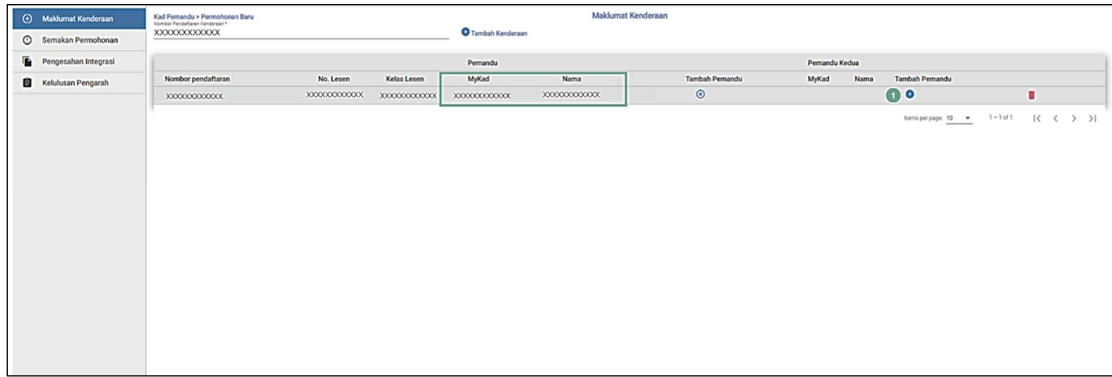 Maklumat Kenderaan
Semakan Permohonan
Pengesahan Integrasi
Kelulusan Pengarah
Kad Pemandu > Permohonan Baru
Maklumat Kenderaan
Nombor Pendaftaran Kenderaan *
XXXXXXXXXXXX
Tambah Kenderaan
Pemandu Pemandu Kedua
Nombor pendaftaran No. Lesen Kelas Lesen MyKad Nama Tambah Pemandu MyKad Nama Tambah Pemandu
XXXXXXXXXXXX XXXXXXXXXXXX XXXXXXXXXXXX XXXXXXXXXXXX XXXXXXXXXXXX 1
Items per page: 10 1 – 1 of 1